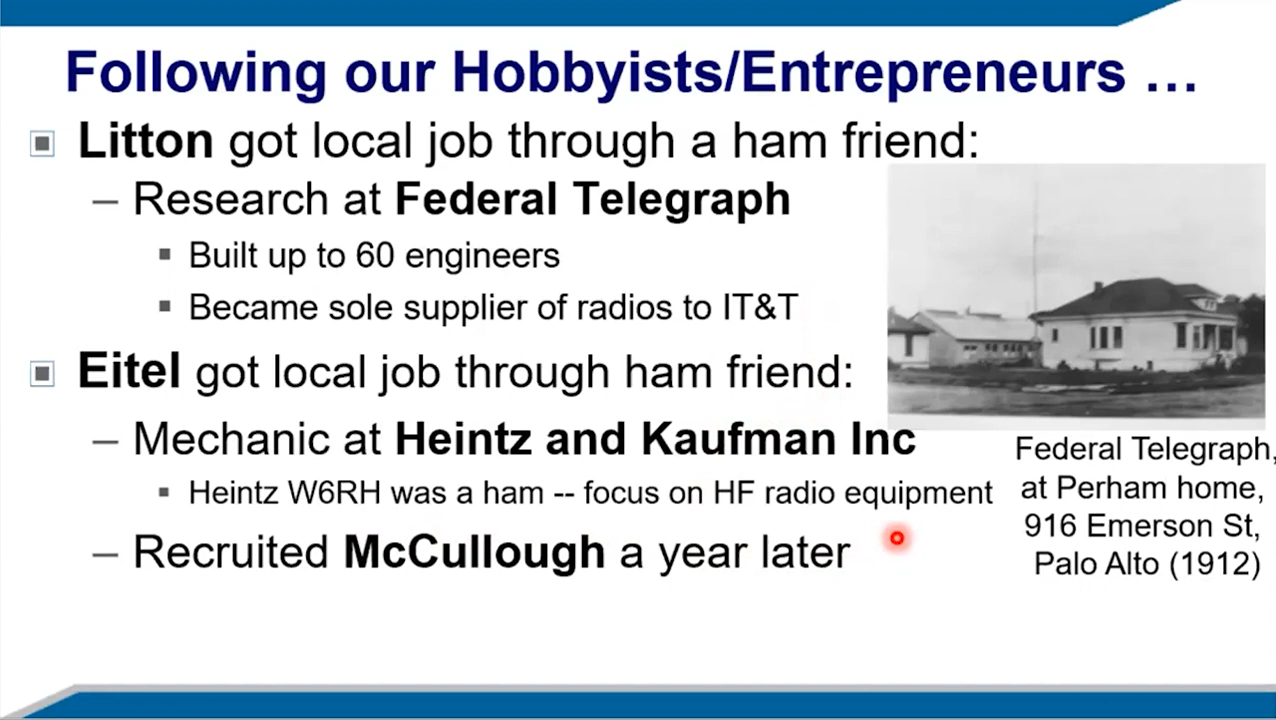 Following our Hobbyists/Entrepreneurs …
Litton got local job through a ham friend:
– Research at Federal Telegraph
Built up to 60 engineers
Became sole supplier of radios to IT&T
Eitel got local job through ham friend:
– Mechanic at Heintz and Kaufman Inc
Heintz W6RH was a ham -- focus on HF radio equipment
– Recruited McCullough a year later
Federal Telegraph,
at Perham home,
916 Emerson St,
Palo Alto (1912)